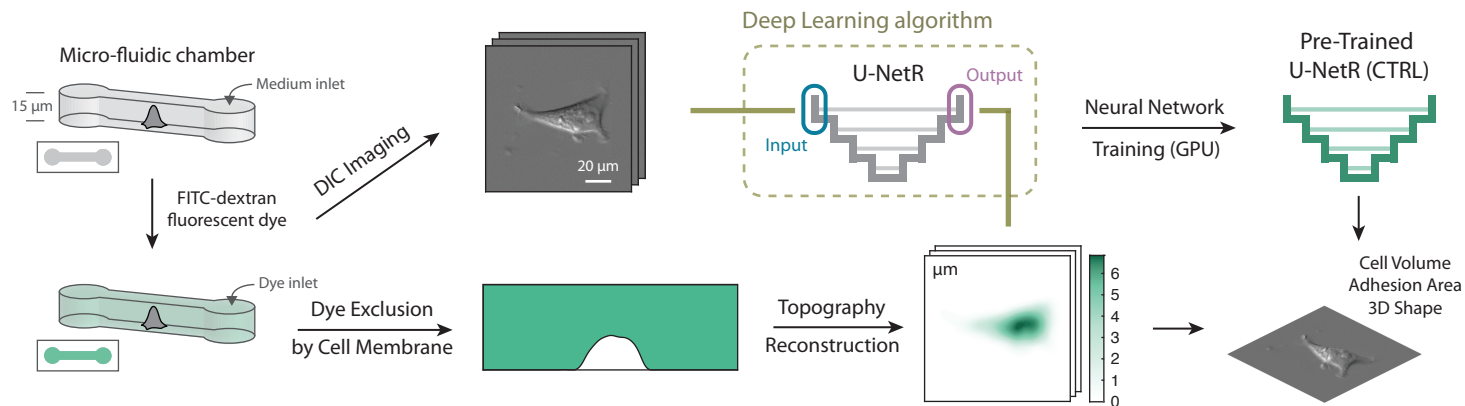 Micro-fluidic chamber
Medium inlet
15 μm
FITC-dextran
fluorescent dye
DIC Imaging
20 μm
Deep Learning algorithm
U-NetR
Output
Input
Neural Network
Training (GPU)
Pre-Trained
U-NetR (CTRL)
Dye inlet
Dye Exclusion
by Cell Membrane
Topography
Reconstruction
μm
6
5
4
3
2
1
0
Cell Volume
Adhesion Area
3D Shape